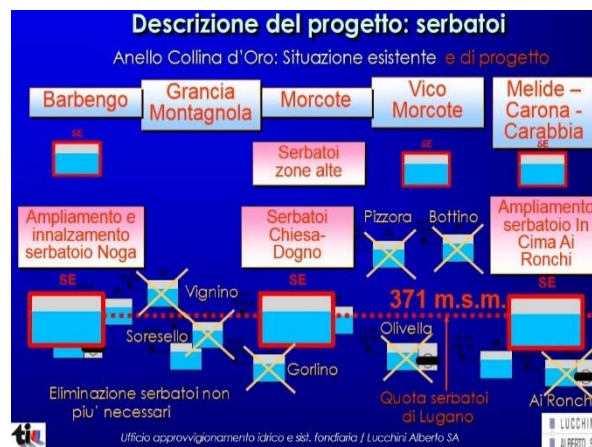 Descrizione del progetto: serbatoi
Anello Collina d'Oro: Situazione esistente e di progetto
Barbengo
Grancia
Montagnola
Morcote
Vico
Morcote
Melide –
Carona -
Carabbia
SE
SE
SE
Serbatoi
zone alte
Ampliamento e
innalzamento
serbatoio Noga
Serbatoi
Chiesa-
Dogno
Pizzora
Bottino
Ampliamento
serbatoio In
Cima Ai
Ronchi
SE
SE
SE
Vignino
371 m.s.m.
Soresello
Olivella
Gorlino
Eliminazione serbatoi non
piu' necessari
Quota serbatoi
di Lugano
Ai Ronchi
Ufficio approvvigionamento idrico e sist. fondiaria / Lucchini Alberto SA
LUCCHIN
ALBERTO S